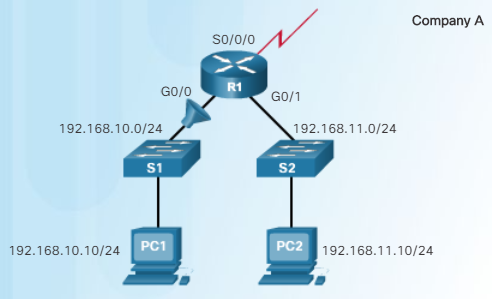 Company A
S0/0/0
R1
G0/0
G0/1
192.168.10.0/24
192.168.11.0/24
S1
S2
PC1
PC2
192.168.10.10/24
192.168.11.10/24